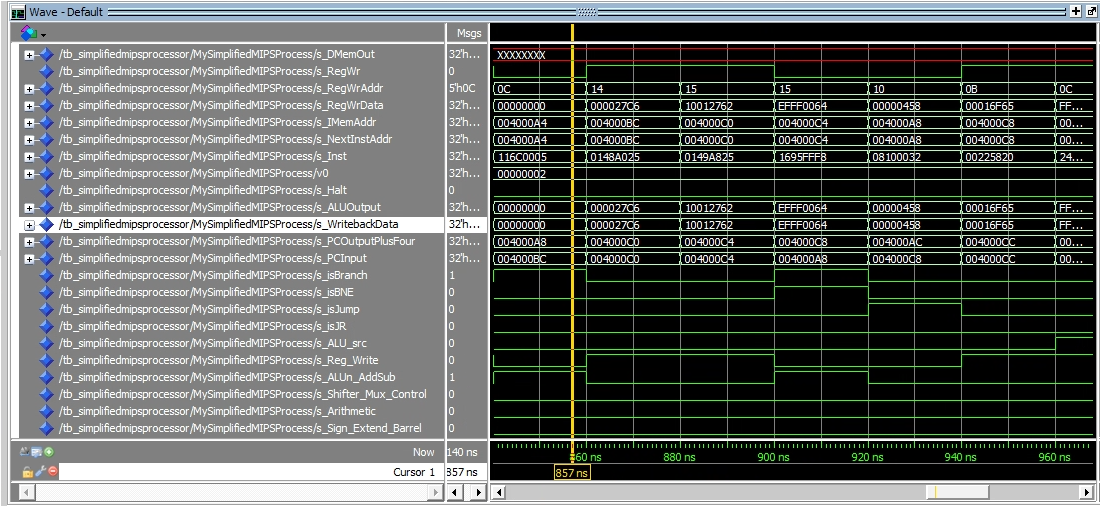 Wave - Default
Msgs
/tb_simplifiedmipsprocessor/MySimplifiedMIPSProcess/s_DMemOut 32'h... XXXXXXXX
/tb_simplifiedmipsprocessor/MySimplifiedMIPSProcess/s_RegWr 0
/tb_simplifiedmipsprocessor/MySimplifiedMIPSProcess/s_RegWrAddr 5'h0C 0C 14 15 15 10 0B 0C
/tb_simplifiedmipsprocessor/MySimplifiedMIPSProcess/s_RegWrData 32'h... 00000000 000027C6 10012762 EFFF0064 00000458 00016F65 FF...
/tb_simplifiedmipsprocessor/MySimplifiedMIPSProcess/s_IMemAddr 32'h... 004000A4 004000BC 004000C0 004000C4 004000A8 004000C8 00...
/tb_simplifiedmipsprocessor/MySimplifiedMIPSProcess/s_NextInstAddr 32'h... 004000A4 004000BC 004000C0 004000C4 004000A8 004000C8 00...
/tb_simplifiedmipsprocessor/MySimplifiedMIPSProcess/s_Inst 32'h... 116C0005 0148A025 0149A825 1695FFF8 08100032 00225820 24...
/tb_simplifiedmipsprocessor/MySimplifiedMIPSProcess/v0 32'h... 00000002
/tb_simplifiedmipsprocessor/MySimplifiedMIPSProcess/s_Halt 0
/tb_simplifiedmipsprocessor/MySimplifiedMIPSProcess/s_ALUOutput 32'h... 00000000 000027C6 10012762 EFFF0064 00000458 00016F65 FF...
/tb_simplifiedmipsprocessor/MySimplifiedMIPSProcess/s_WritebackData 32'h... 00000000 000027C6 10012762 EFFF0064 00000458 00016F65 FF...
/tb_simplifiedmipsprocessor/MySimplifiedMIPSProcess/s_PCOutputPlusFour 32'h... 004000A8 004000C0 004000C4 004000C8 004000AC 004000CC 00...
/tb_simplifiedmipsprocessor/MySimplifiedMIPSProcess/s_PCInput 32'h... 004000BC 004000C0 004000C4 004000A8 004000C8 004000CC 00...
/tb_simplifiedmipsprocessor/MySimplifiedMIPSProcess/s_isBranch 1
/tb_simplifiedmipsprocessor/MySimplifiedMIPSProcess/s_isBNE 0
/tb_simplifiedmipsprocessor/MySimplifiedMIPSProcess/s_isJump 0
/tb_simplifiedmipsprocessor/MySimplifiedMIPSProcess/s_isJR 0
/tb_simplifiedmipsprocessor/MySimplifiedMIPSProcess/s_ALU_src 0
/tb_simplifiedmipsprocessor/MySimplifiedMIPSProcess/s_Reg_Write 0
/tb_simplifiedmipsprocessor/MySimplifiedMIPSProcess/s_ALUn_AddSub 1
/tb_simplifiedmipsprocessor/MySimplifiedMIPSProcess/s_Shifter_Mux_Control 0
/tb_simplifiedmipsprocessor/MySimplifiedMIPSProcess/s_Arithmetic 0
/tb_simplifiedmipsprocessor/MySimplifiedMIPSProcess/s_Sign_Extend_Barrel 0
Now 140 ns 880 ns 900 ns 920 ns 940 ns 960 ns
Cursor 1 857 ns 857 ns